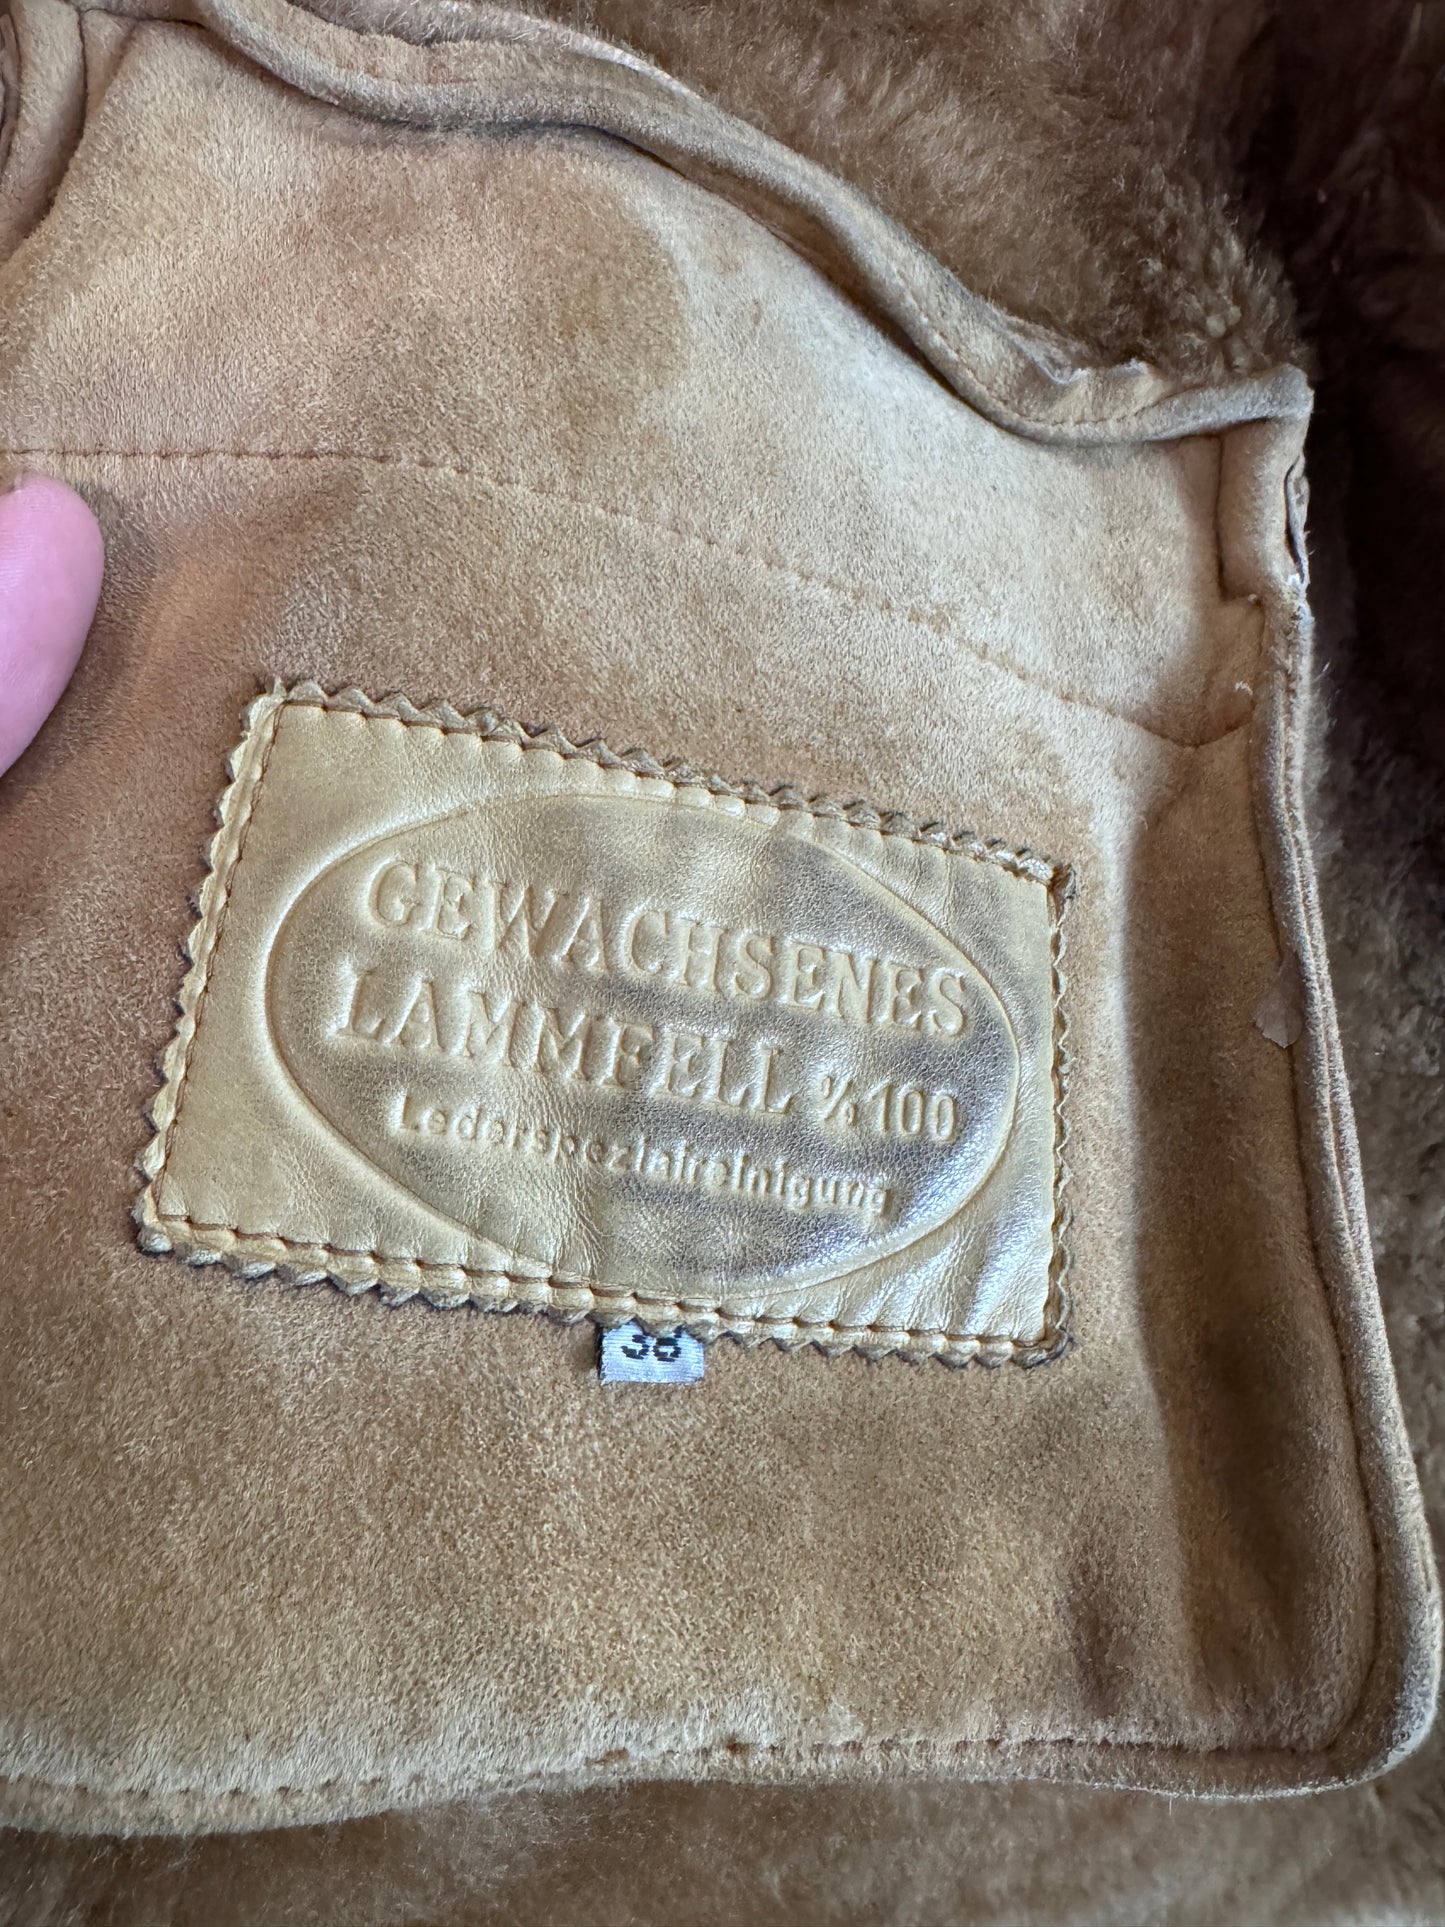 GEWACHSENES
LAMMFELL % 100
Lederspezialreinigung